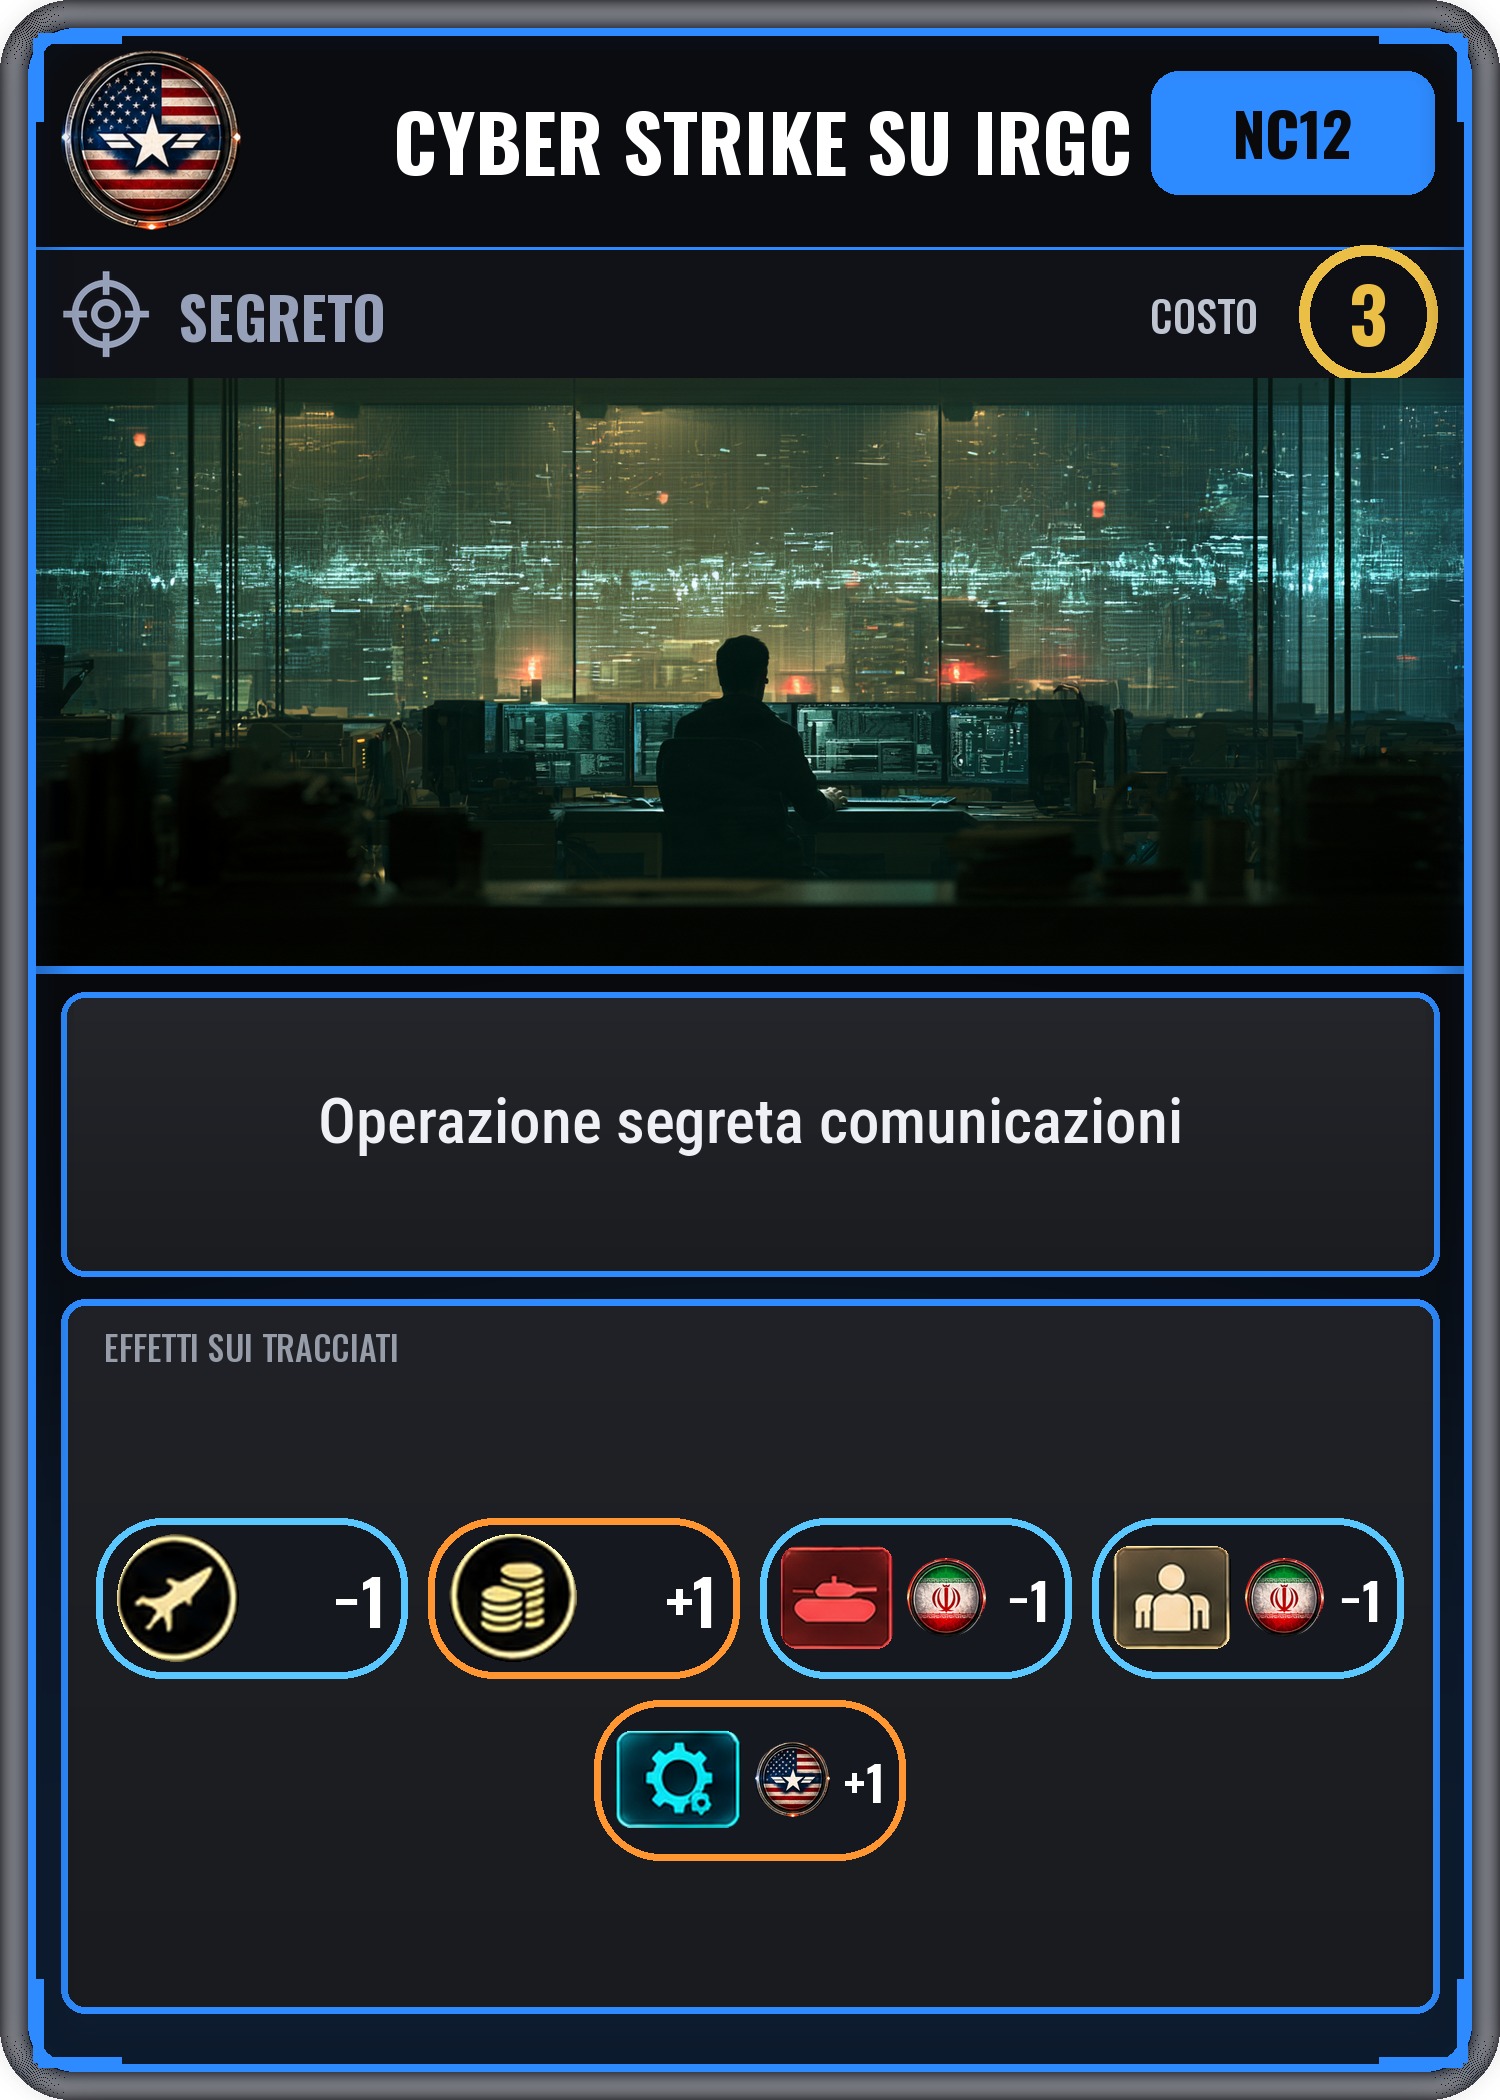 CYBER STRIKE SU IRGC
NC12
SEGRETO
COSTO
3
Operazione segreta comunicazioni
EFFETTI SUI TRACCIATI
-1
+1
-1
-1
+1